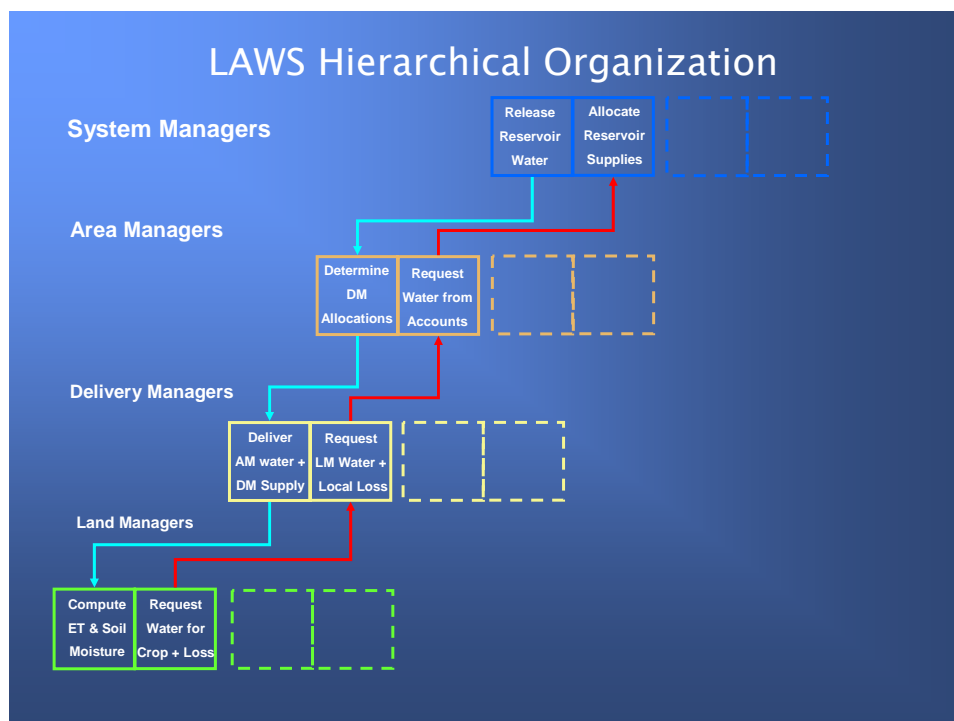 LAWS Hierarchical Organization
System Managers
Release
Reservoir
Water
Allocate
Reservoir
Supplies
Area Managers
Determine
DM
Allocations
Request
Water from
Accounts
Delivery Managers
Deliver
AM water +
DM Supply
Request
LM Water +
Local Loss
Land Managers
Compute
ET & Soil
Moisture
Request
Water for
Crop + Loss